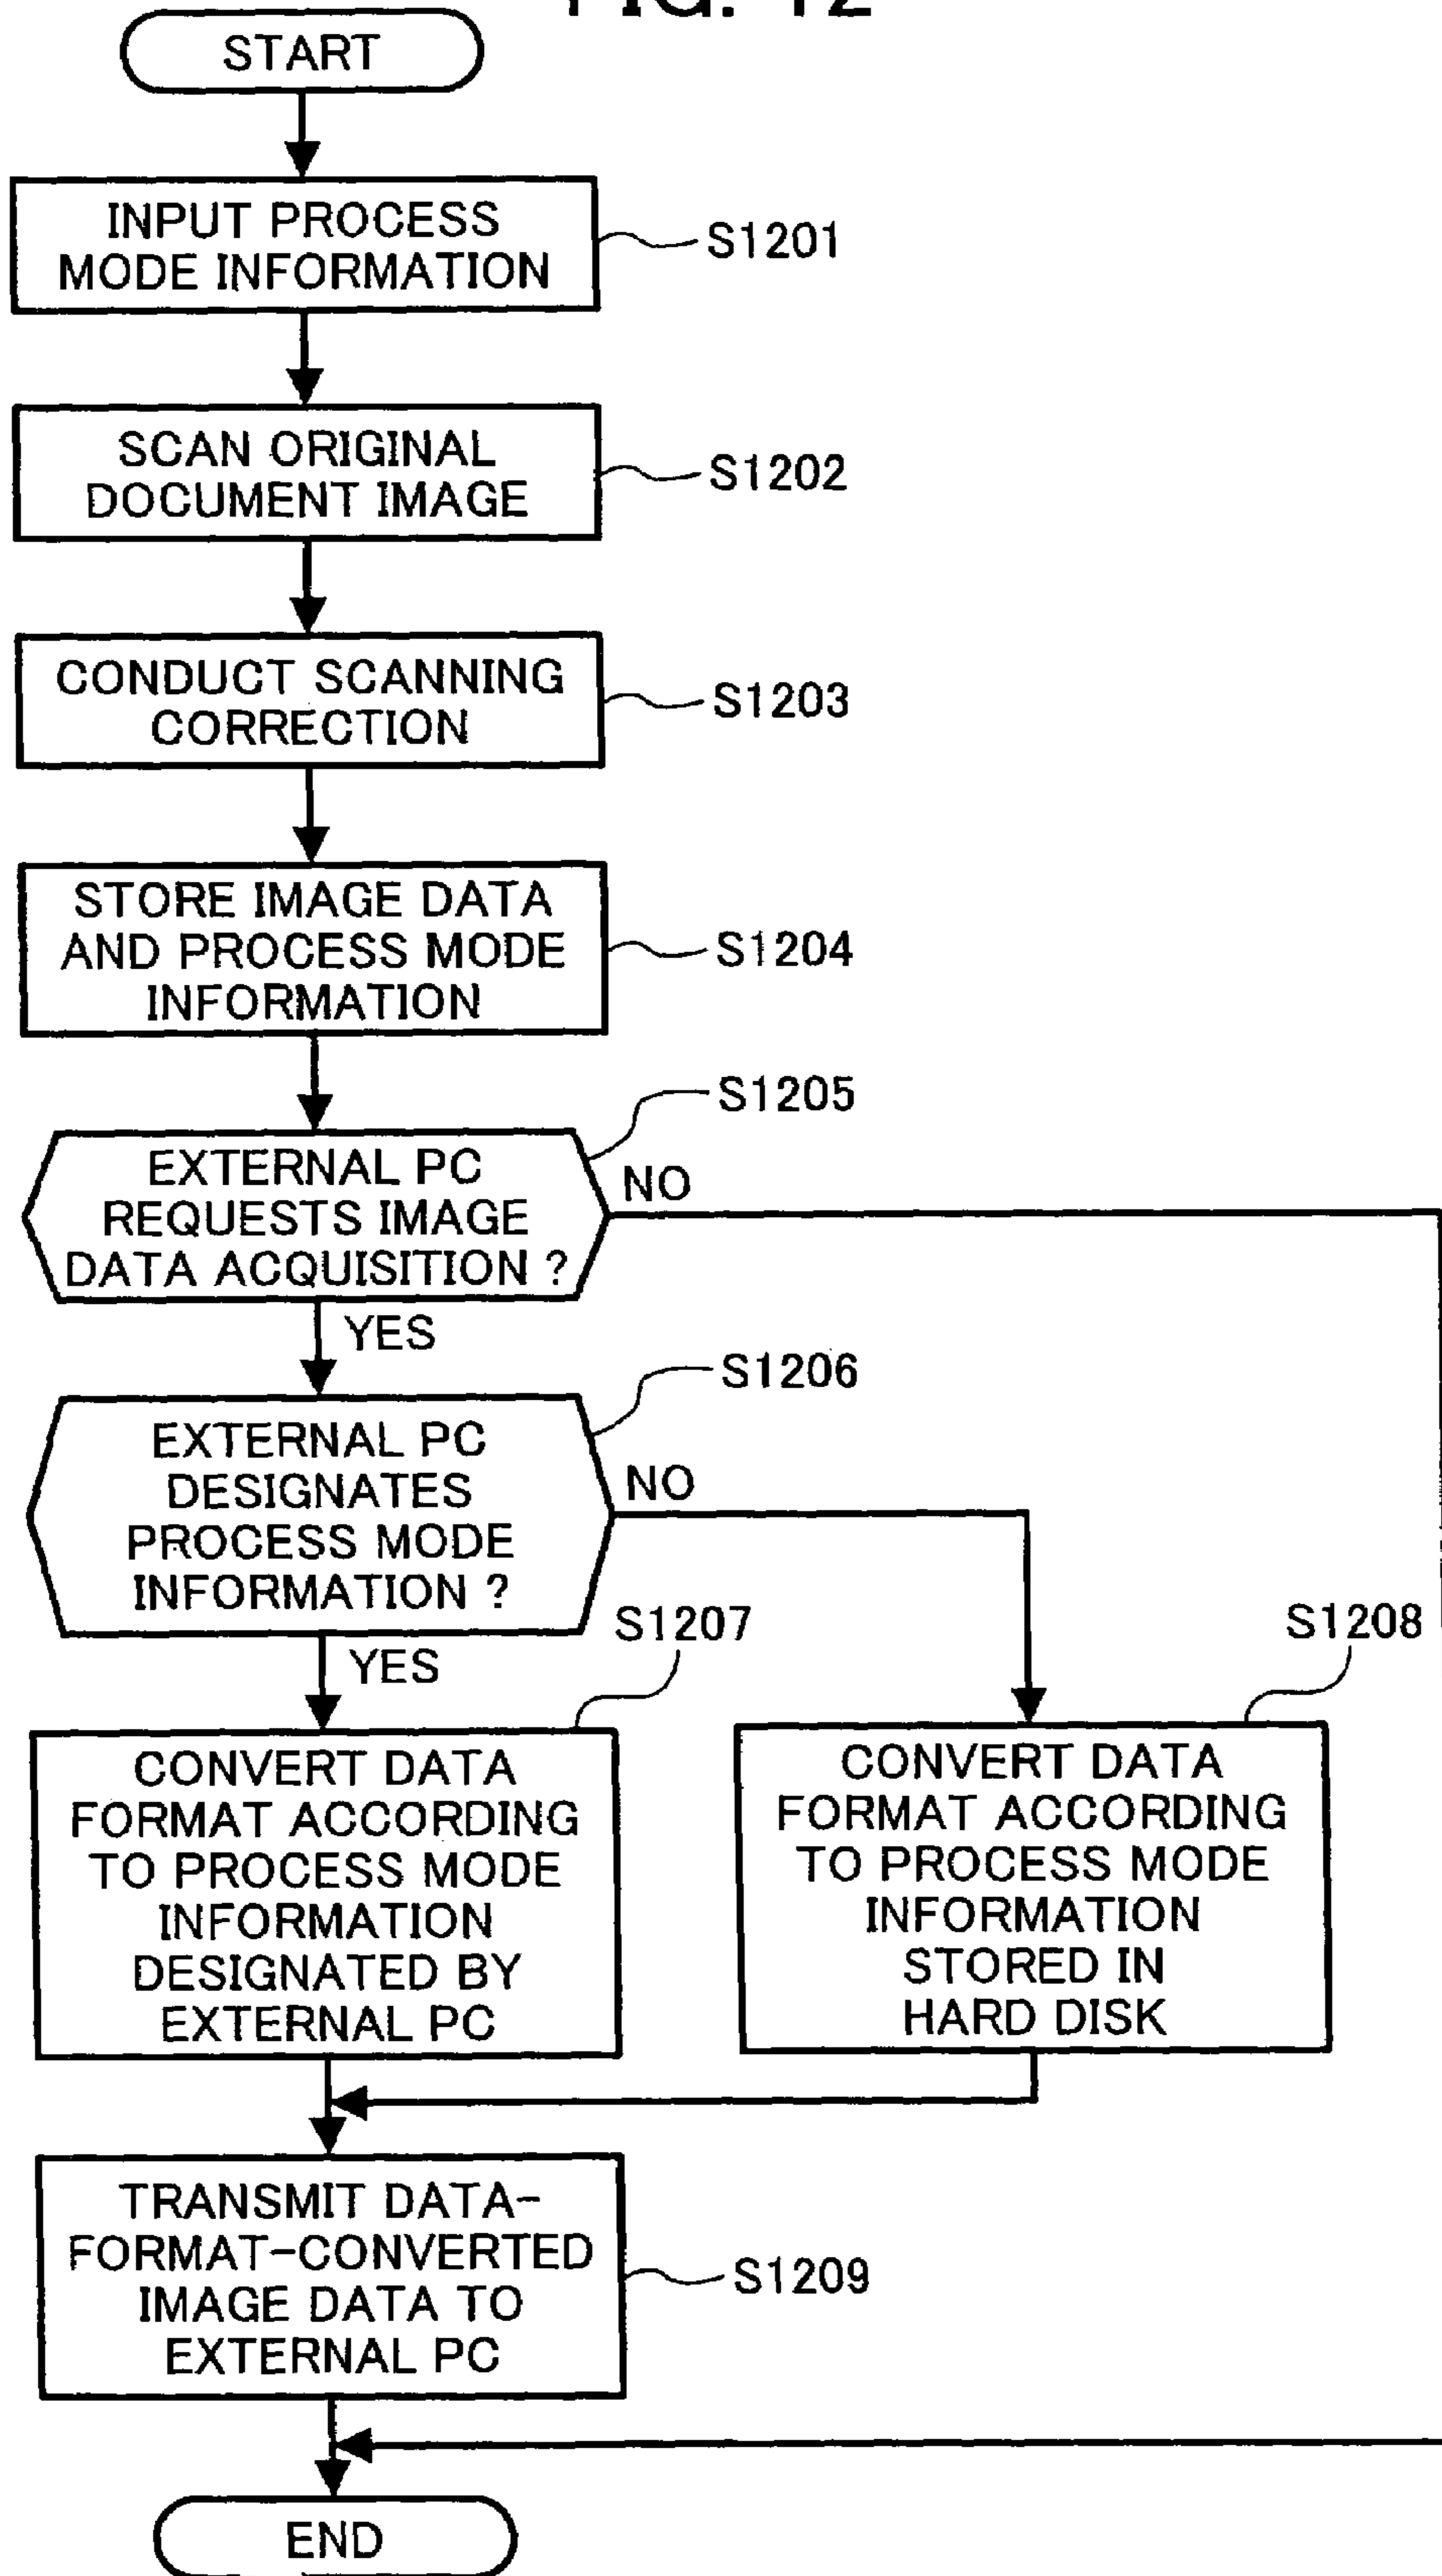 FIG. 12
START
INPUT PROCESS
MODE INFORMATION
S1201
SCAN ORIGINAL
DOCUMENT IMAGE
S1202
CONDUCT SCANNING
CORRECTION
S1203
STORE IMAGE DATA
AND PROCESS MODE
INFORMATION
S1204
S1205
EXTERNAL PC
REQUESTS IMAGE
DATA ACQUISITION ?
NO
YES
S1206
EXTERNAL PC
DESIGNATES
PROCESS MODE
INFORMATION ?
NO
YES
S1207
CONVERT DATA
FORMAT ACCORDING
TO PROCESS MODE
INFORMATION
DESIGNATED BY
EXTERNAL PC
S1208
CONVERT DATA
FORMAT ACCORDING
TO PROCESS MODE
INFORMATION
STORED IN
HARD DISK
TRANSMIT DATA-
FORMAT-CONVERTED
IMAGE DATA TO
EXTERNAL PC
S1209
END